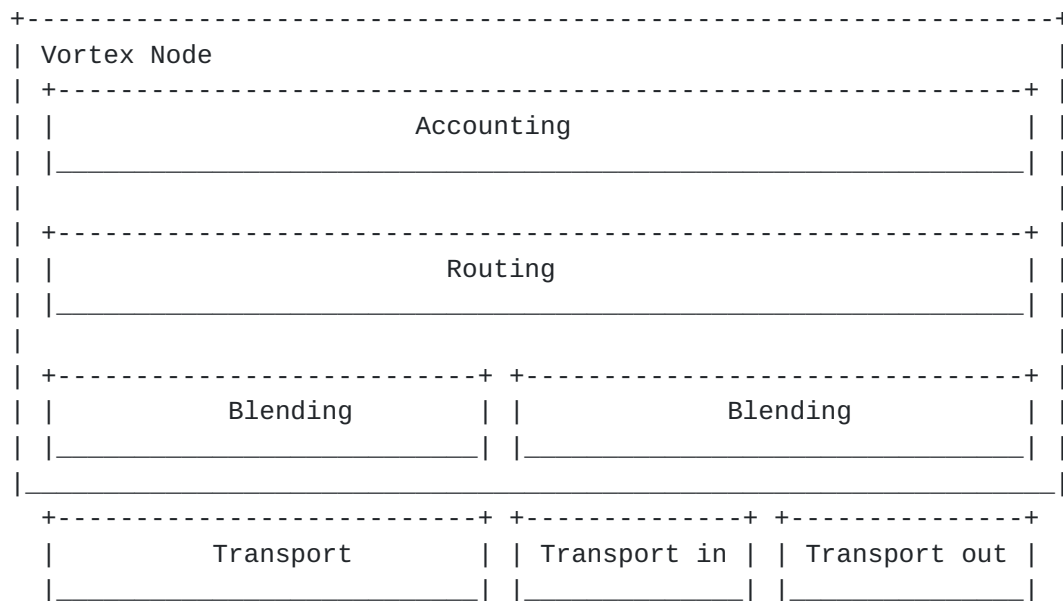 Vortex Node
Accounting
Routing
Blending Blending
Transport Transport in Transport out